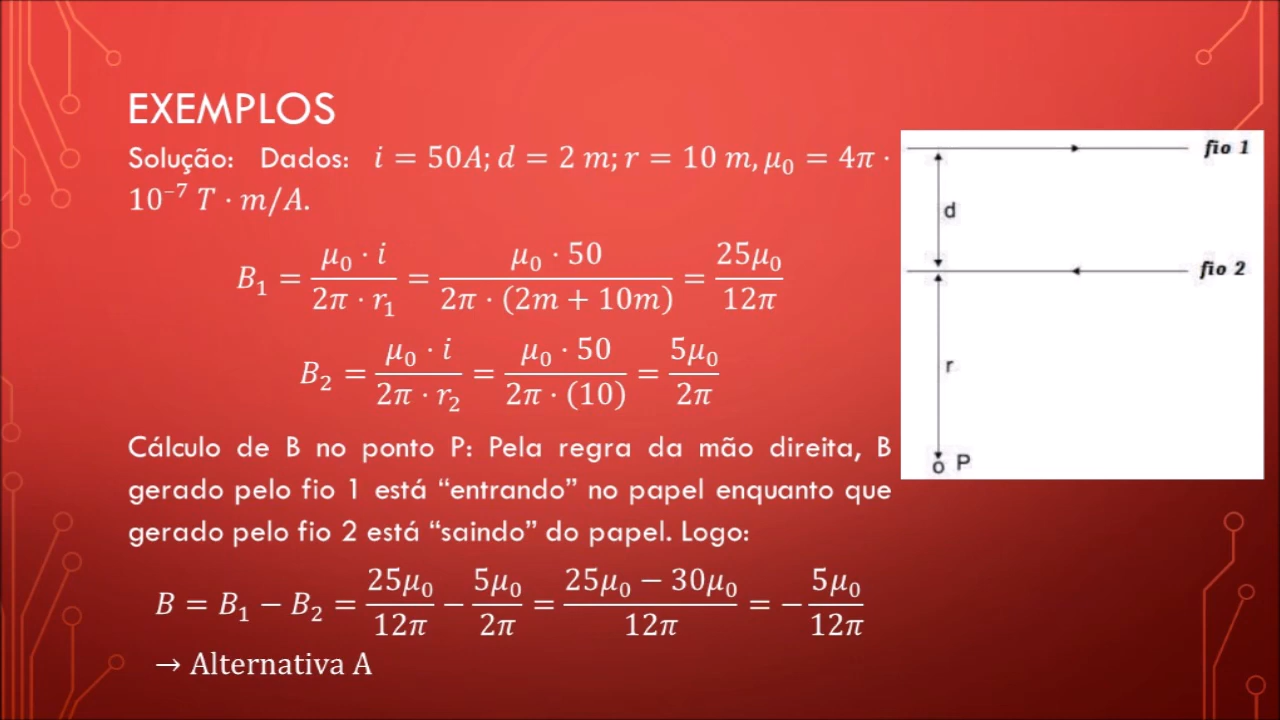 EXEMPLOS
Solução: Dados: i = 50A; d = 2 m; r = 10 m, μ₀ = 4π ·
10⁻⁷ T · m/A.
B₁ = (μ₀ · i)/(2π · r₁) = (μ₀ · 50)/(2π · (2m + 10m)) = 25μ₀/12π
B₂ = (μ₀ · i)/(2π · r₂) = (μ₀ · 50)/(2π · (10)) = 5μ₀/2π
Cálculo de B no ponto P: Pela regra da mão direita, B
gerado pelo fio 1 está “entrando” no papel enquanto que
gerado pelo fio 2 está “saindo” do papel. Logo:
B = B₁ − B₂ = 25μ₀/12π − 5μ₀/2π = (25μ₀ − 30μ₀)/12π = −5μ₀/12π
→ Alternativa A
fio 1
d
fio 2
r
P